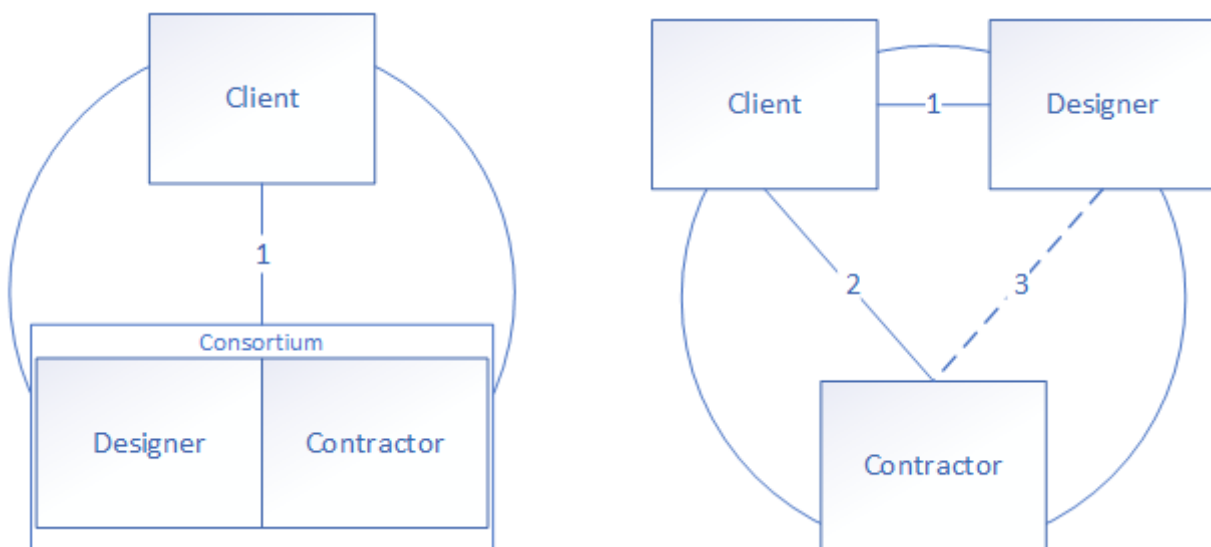 Client
1
Consortium
Designer
Contractor
Client
1
Designer
2
3
Contractor